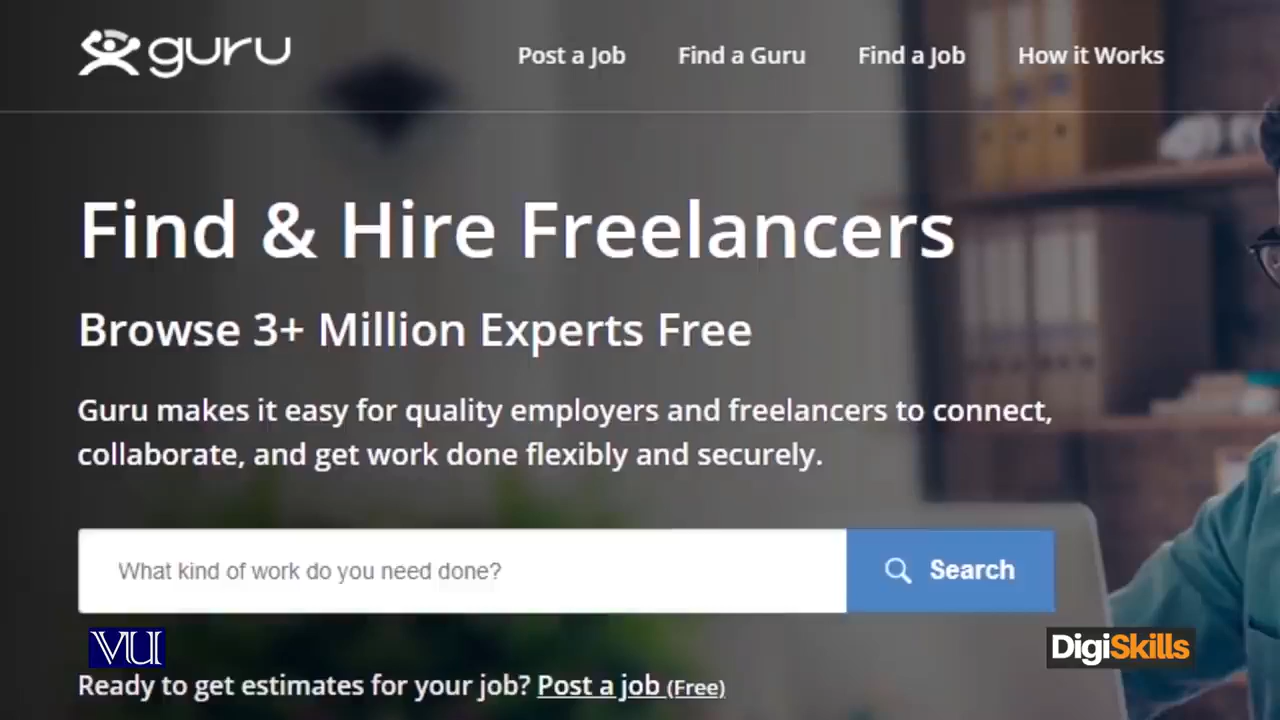 guru
Post a Job
Find a Guru
Find a Job
How it Works
Find & Hire Freelancers
Browse 3+ Million Experts Free
Guru makes it easy for quality employers and freelancers to connect,
collaborate, and get work done flexibly and securely.
What kind of work do you need done?
Search
VU
DigiSkills
Ready to get estimates for your job? Post a job (Free)